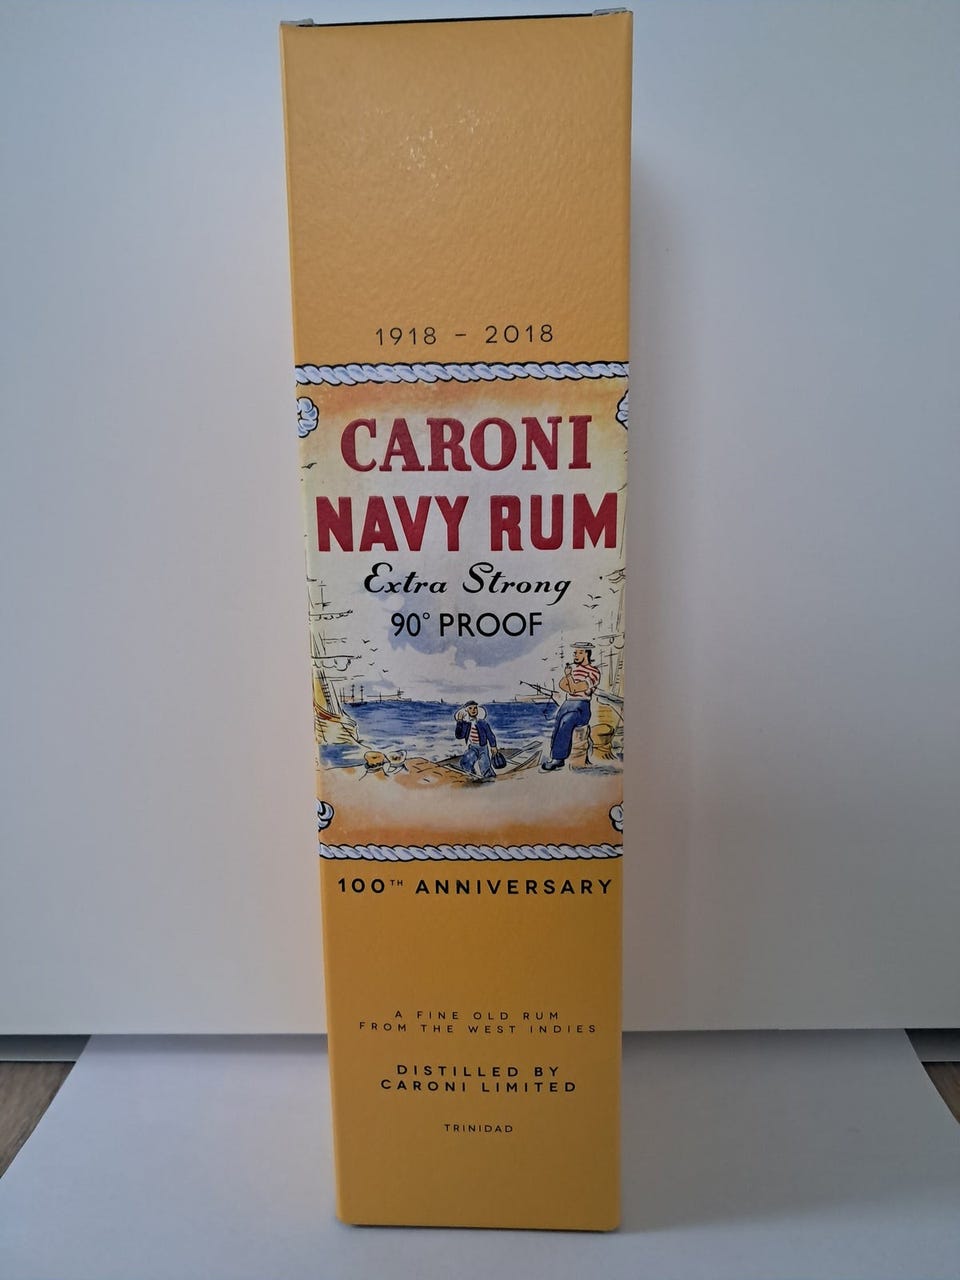 1918 - 2018
CARONI
NAVY RUM
Extra Strong
90° PROOF
100TH ANNIVERSARY
A FINE OLD RUM
FROM THE WEST INDIES
DISTILLED BY
CARONI LIMITED
TRINIDAD